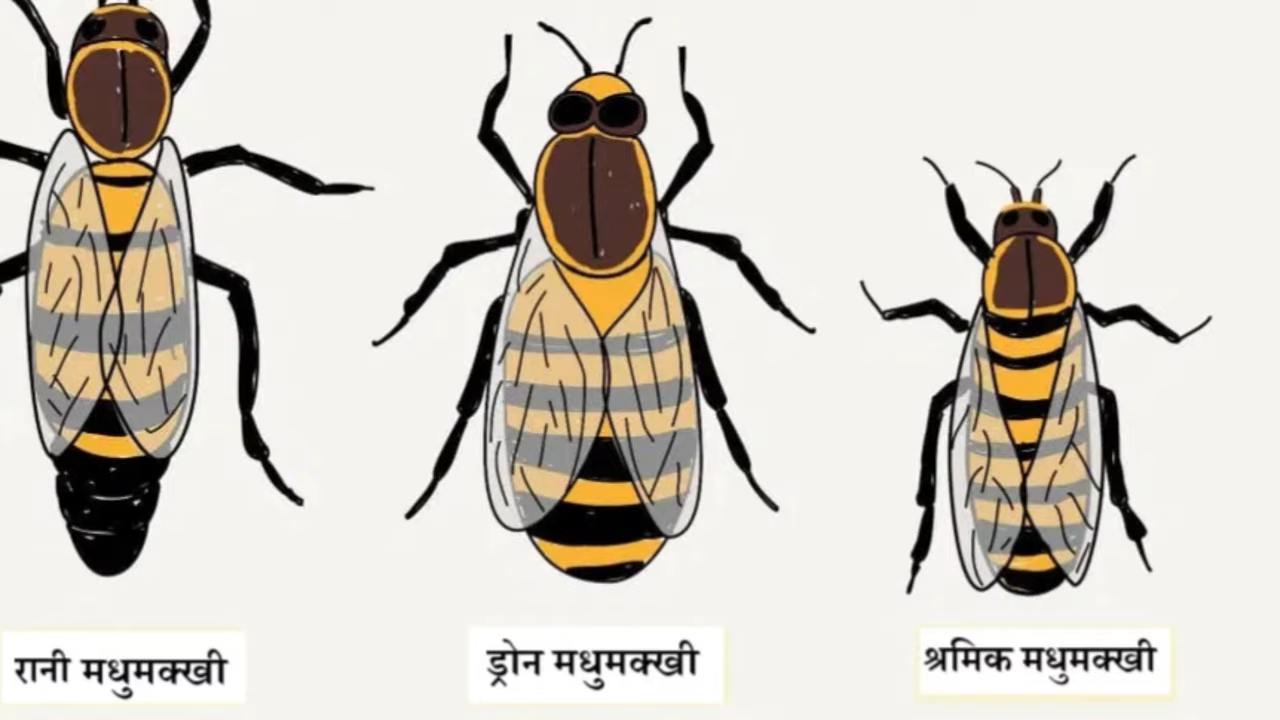 रानी मधुमक्खी
ड्रोन मधुमक्खी
श्रमिक मधुमक्खी